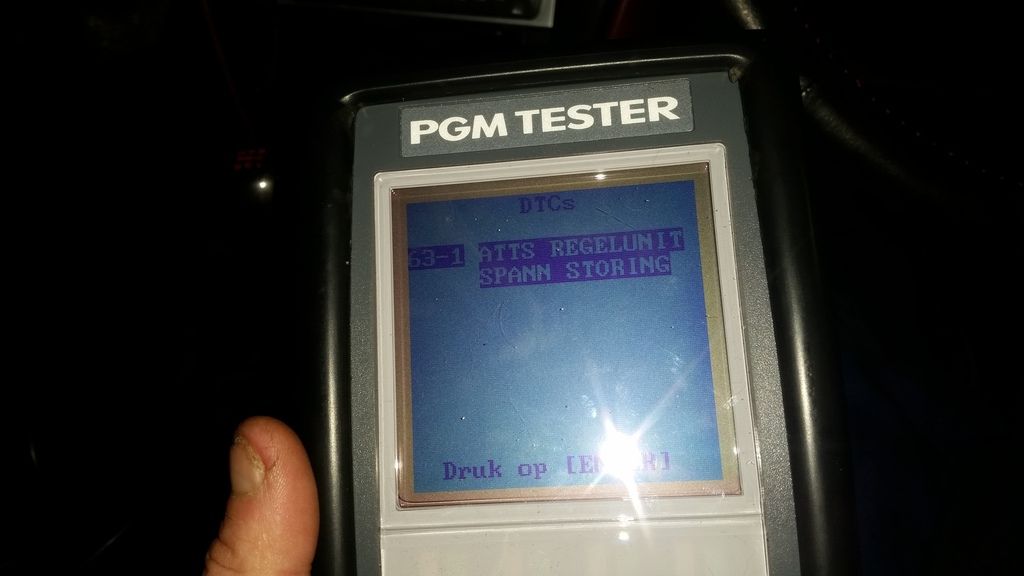 PGM TESTER
DTCs
63-1 ATTS REGELUNIT
SPANN STORING
Druk op